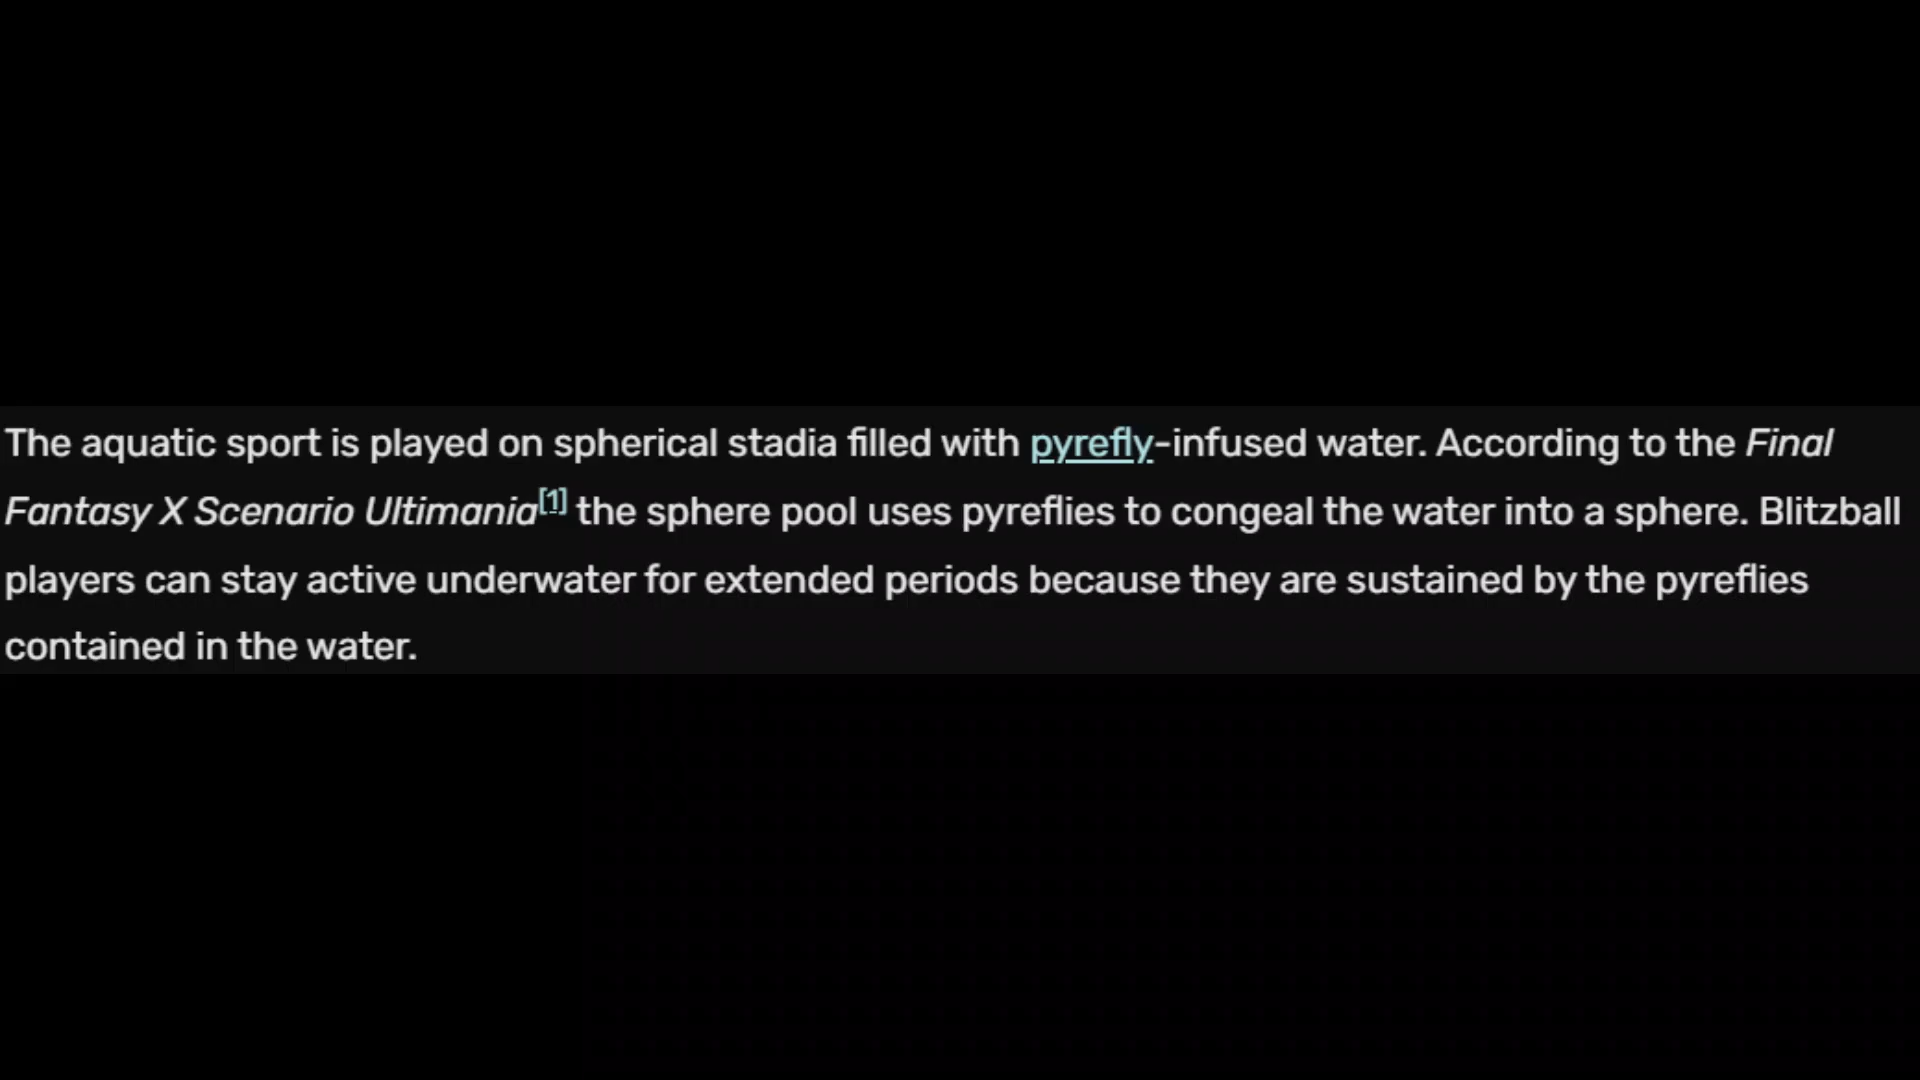 The aquatic sport is played on spherical stadia filled with pyrefly-infused water. According to the Final
Fantasy X Scenario Ultimania[1] the sphere pool uses pyreflies to congeal the water into a sphere. Blitzball
players can stay active underwater for extended periods because they are sustained by the pyreflies
contained in the water.